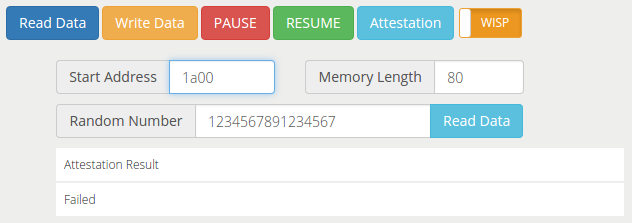 Read Data Write Data PAUSE RESUME Attestation WISP
Start Address 1a00 Memory Length 80
Random Number 1234567891234567 Read Data
Attestation Result
Failed